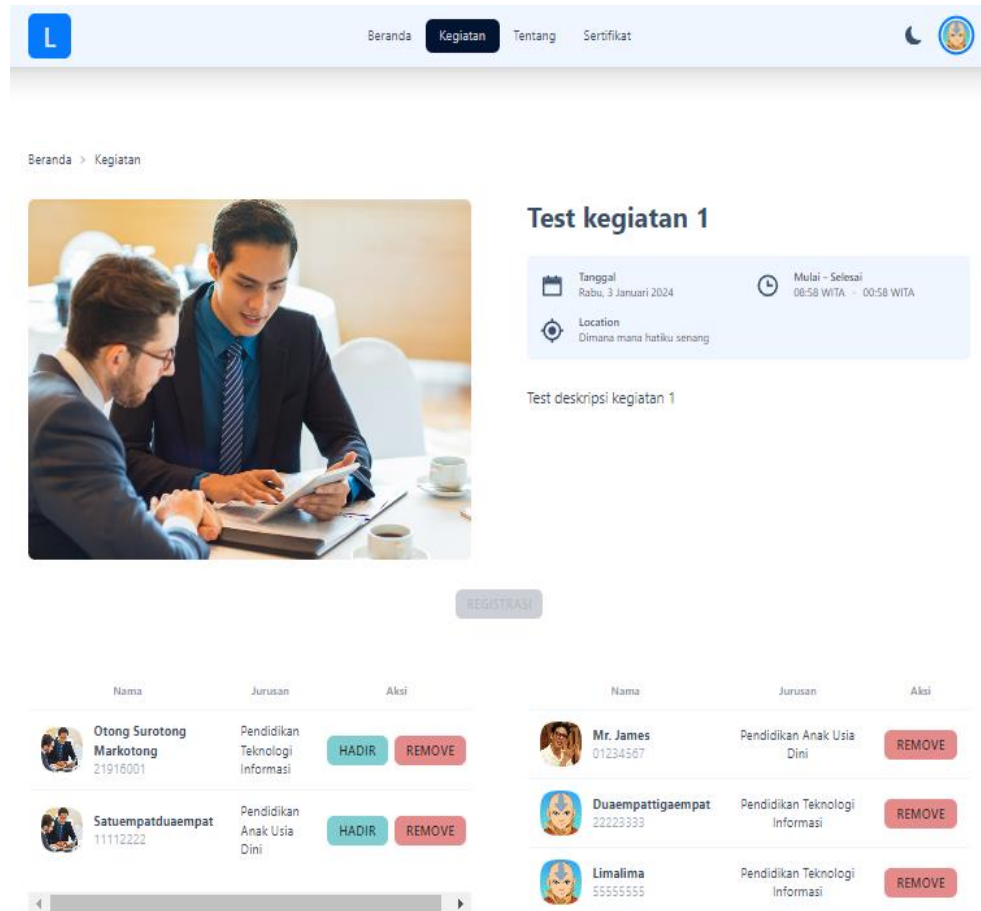 L
Beranda Kegiatan Tentang Sertifikat
Beranda > Kegiatan
Test kegiatan 1
Tanggal
Rabu, 3 Januari 2024
Mulai - Selesai
08:58 WITA - 00:58 WITA
Location
Dimana mana hatiku senang
Test deskripsi kegiatan 1
REGISTRASI
Nama Jurusan Aksi
Otong Surotong
Markotong
21916001
Pendidikan
Teknologi
Informasi
HADIR REMOVE
Satuempatduaempat
11112222
Pendidikan
Anak Usia
Dini
HADIR REMOVE
Nama Jurusan Aksi
Mr. James
01234567
Pendidikan Anak Usia
Dini
REMOVE
Duaempattigaempat
22223333
Pendidikan Teknologi
Informasi
REMOVE
Limalima
55555555
Pendidikan Teknologi
Informasi
REMOVE